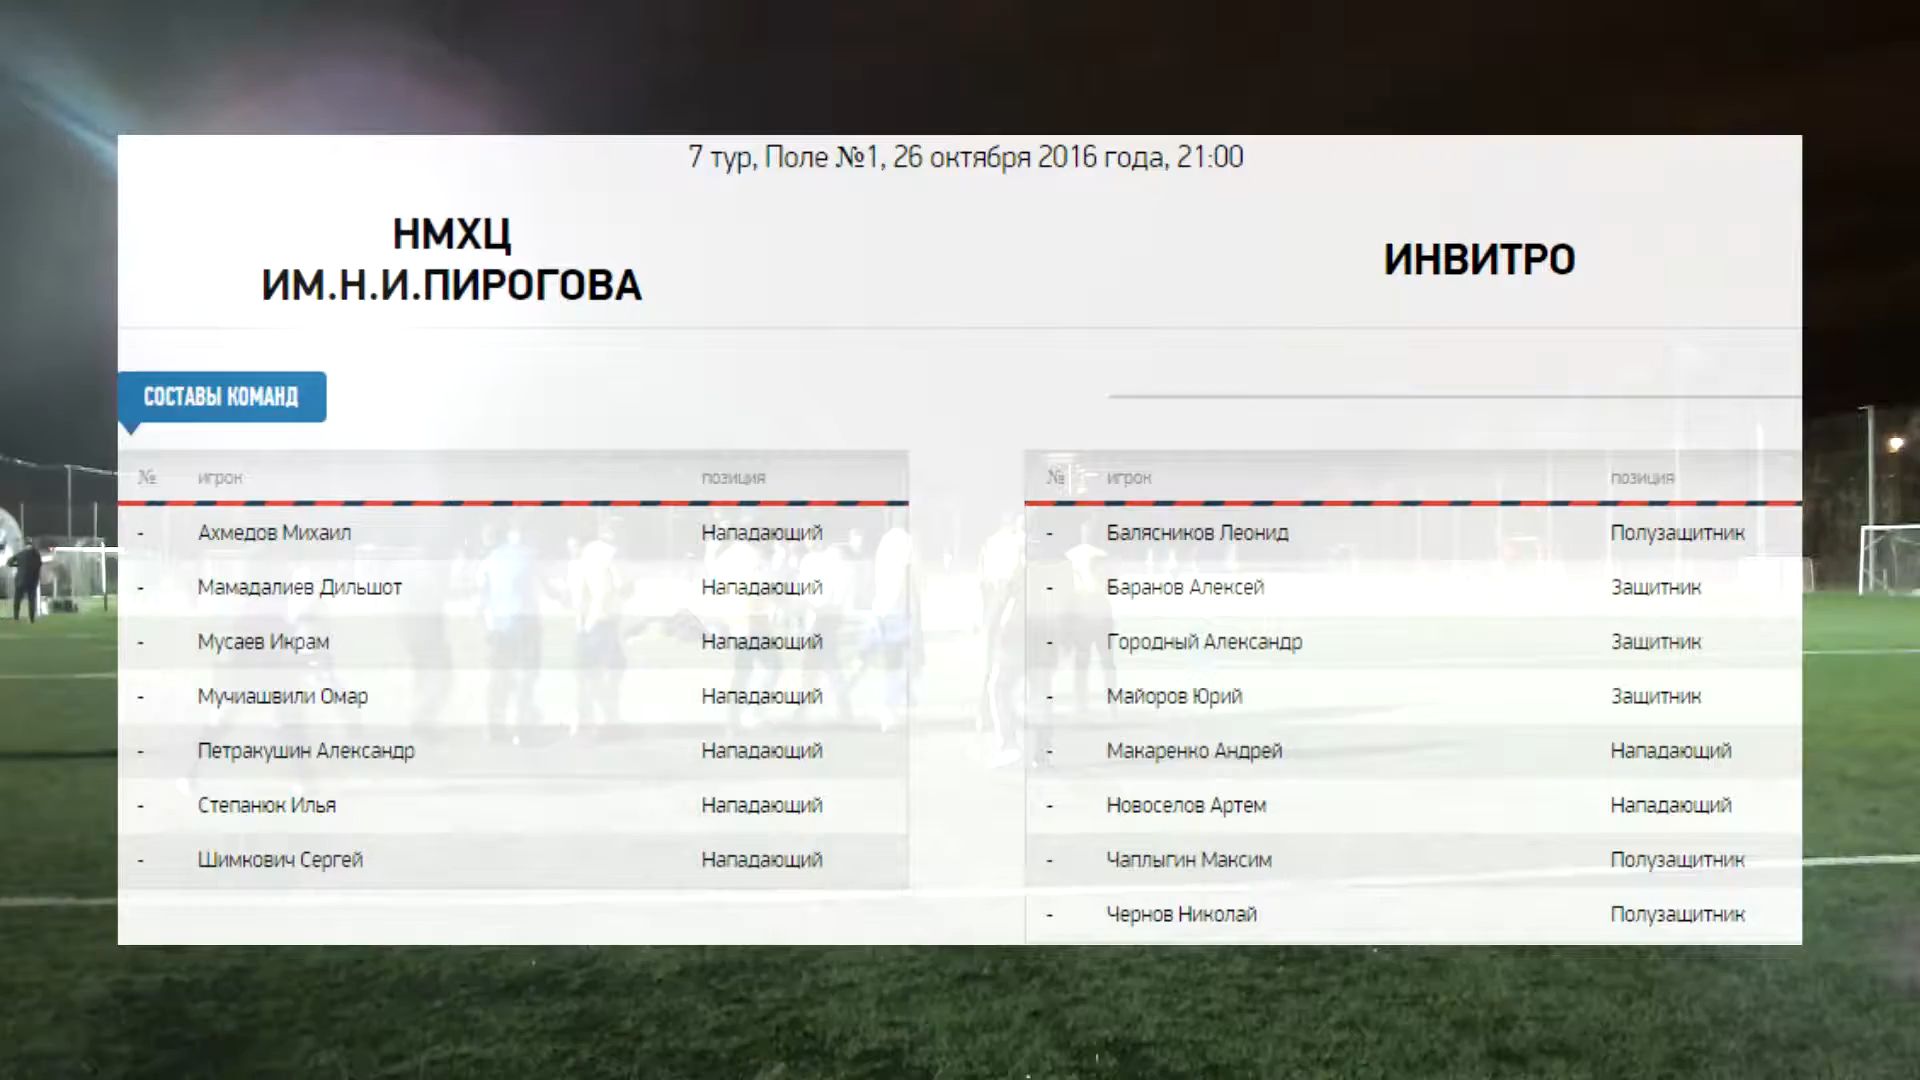 7 тур, Поле №1, 26 октября 2016 года, 21:00
НМХЦ
ИМ.Н.И.ПИРОГОВА
ИНВИТРО
СОСТАВЫ КОМАНД
№ игрок позиция
- Ахмедов Михаил Нападающий
- Мамадалиев Дильшот Нападающий
- Мусаев Икрам Нападающий
- Мучиашвили Омар Нападающий
- Петракушин Александр Нападающий
- Степанюк Илья Нападающий
- Шимкович Сергей Нападающий
№ игрок позиция
- Балясников Леонид Полузащитник
- Баранов Алексей Защитник
- Городный Александр Защитник
- Майоров Юрий Защитник
- Макаренко Андрей Нападающий
- Новоселов Артем Нападающий
- Чаплыгин Максим Полузащитник
- Чернов Николай Полузащитник